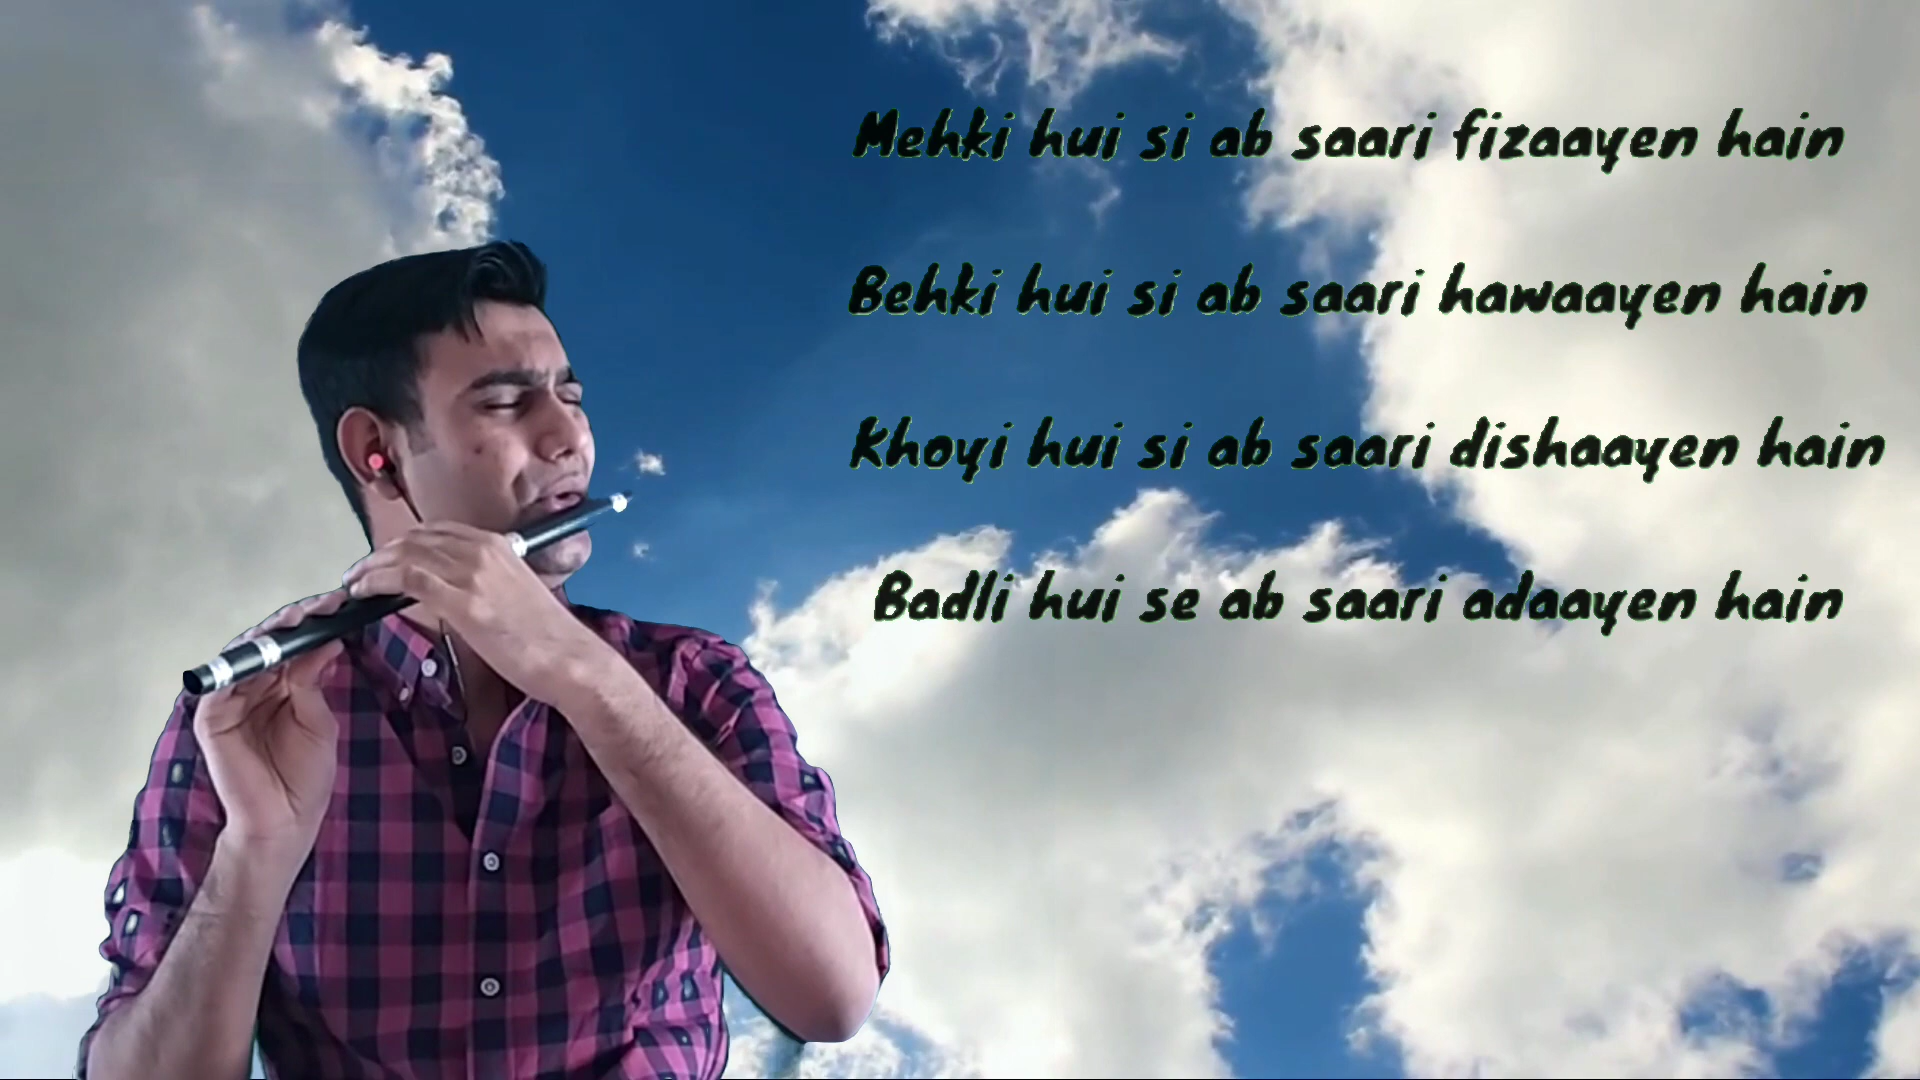 Mehki hui si ab saari fizaayen hain
Behki hui si ab saari hawaayen hain
Khoyi hui si ab saari dishaayen hain
Badli hui se ab saari adaayen hain